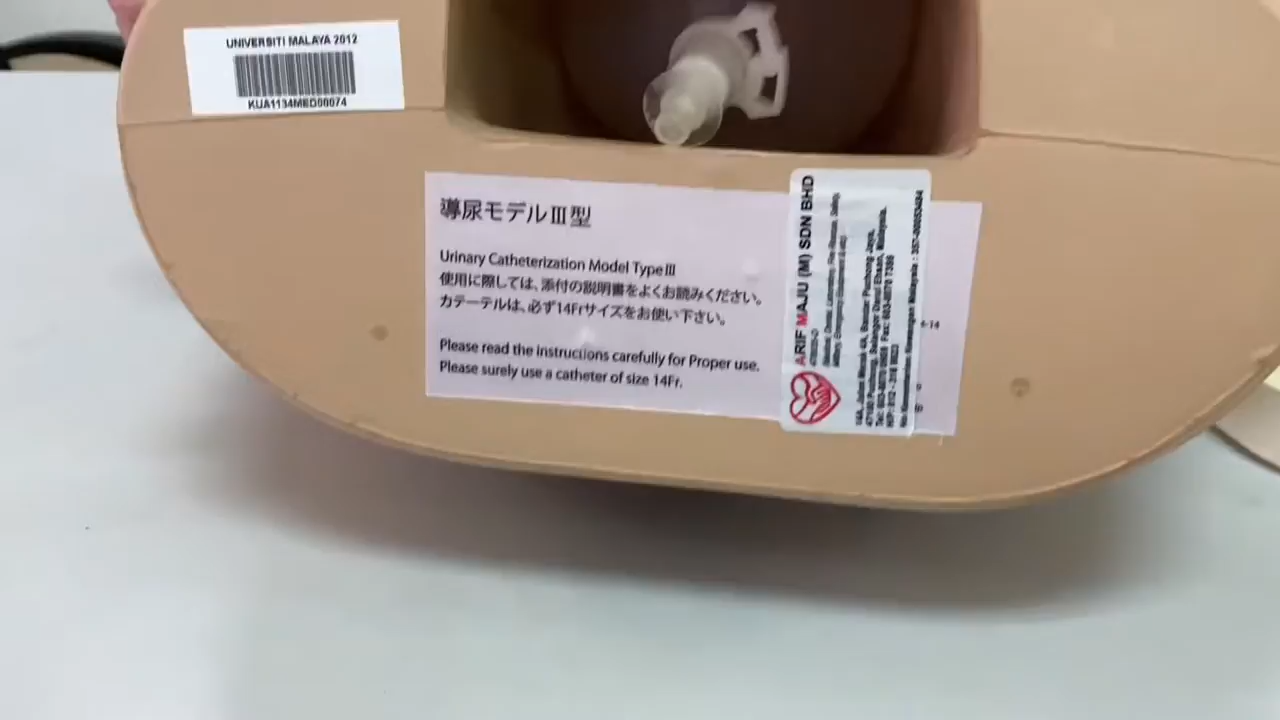 UNIVERSITI MALAYA 2012
KUA1134MED00074
導尿モデルⅢ型
Urinary Catheterization Model TypeⅢ
使用に際しては、添付の説明書をよくお読みください。
カテーテルは、必ず14Frサイズをお使い下さい。
Please read the instructions carefully for Proper use.
Please surely use a catheter of size 14Fr.
ARIF MAJU (M) SDN BHD